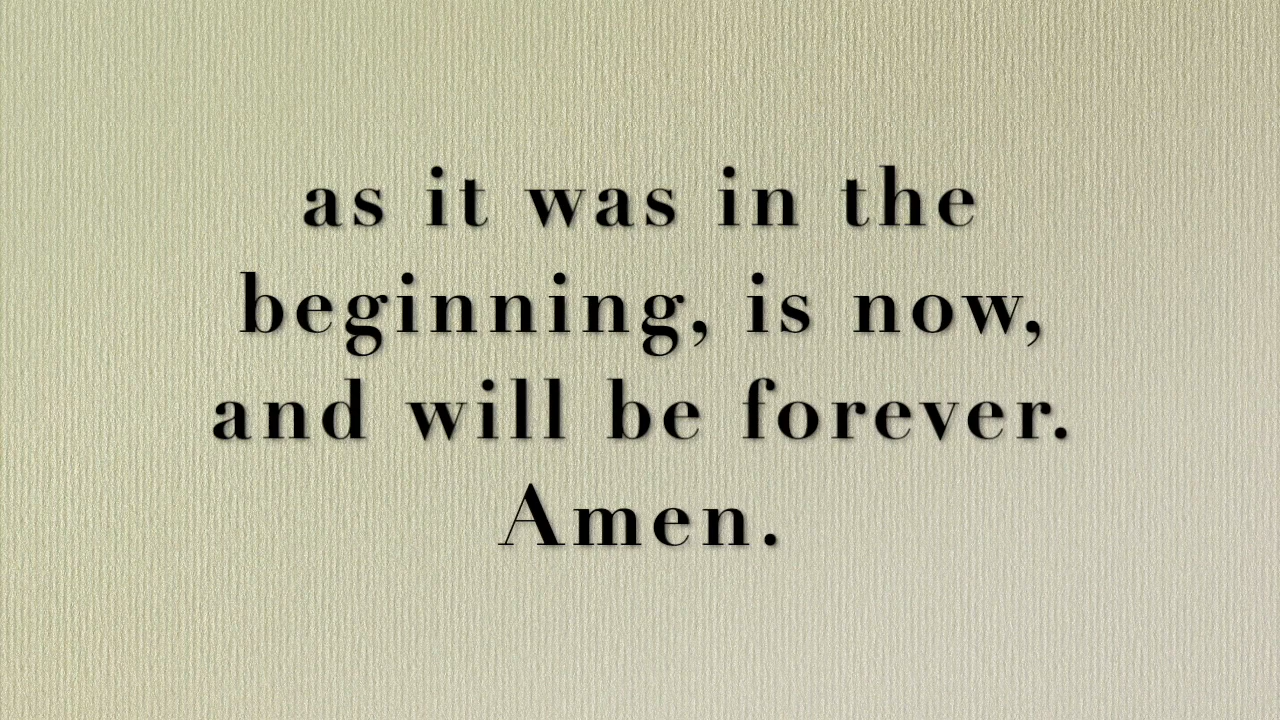 as it was in the
beginning, is now,
and will be forever.
Amen.